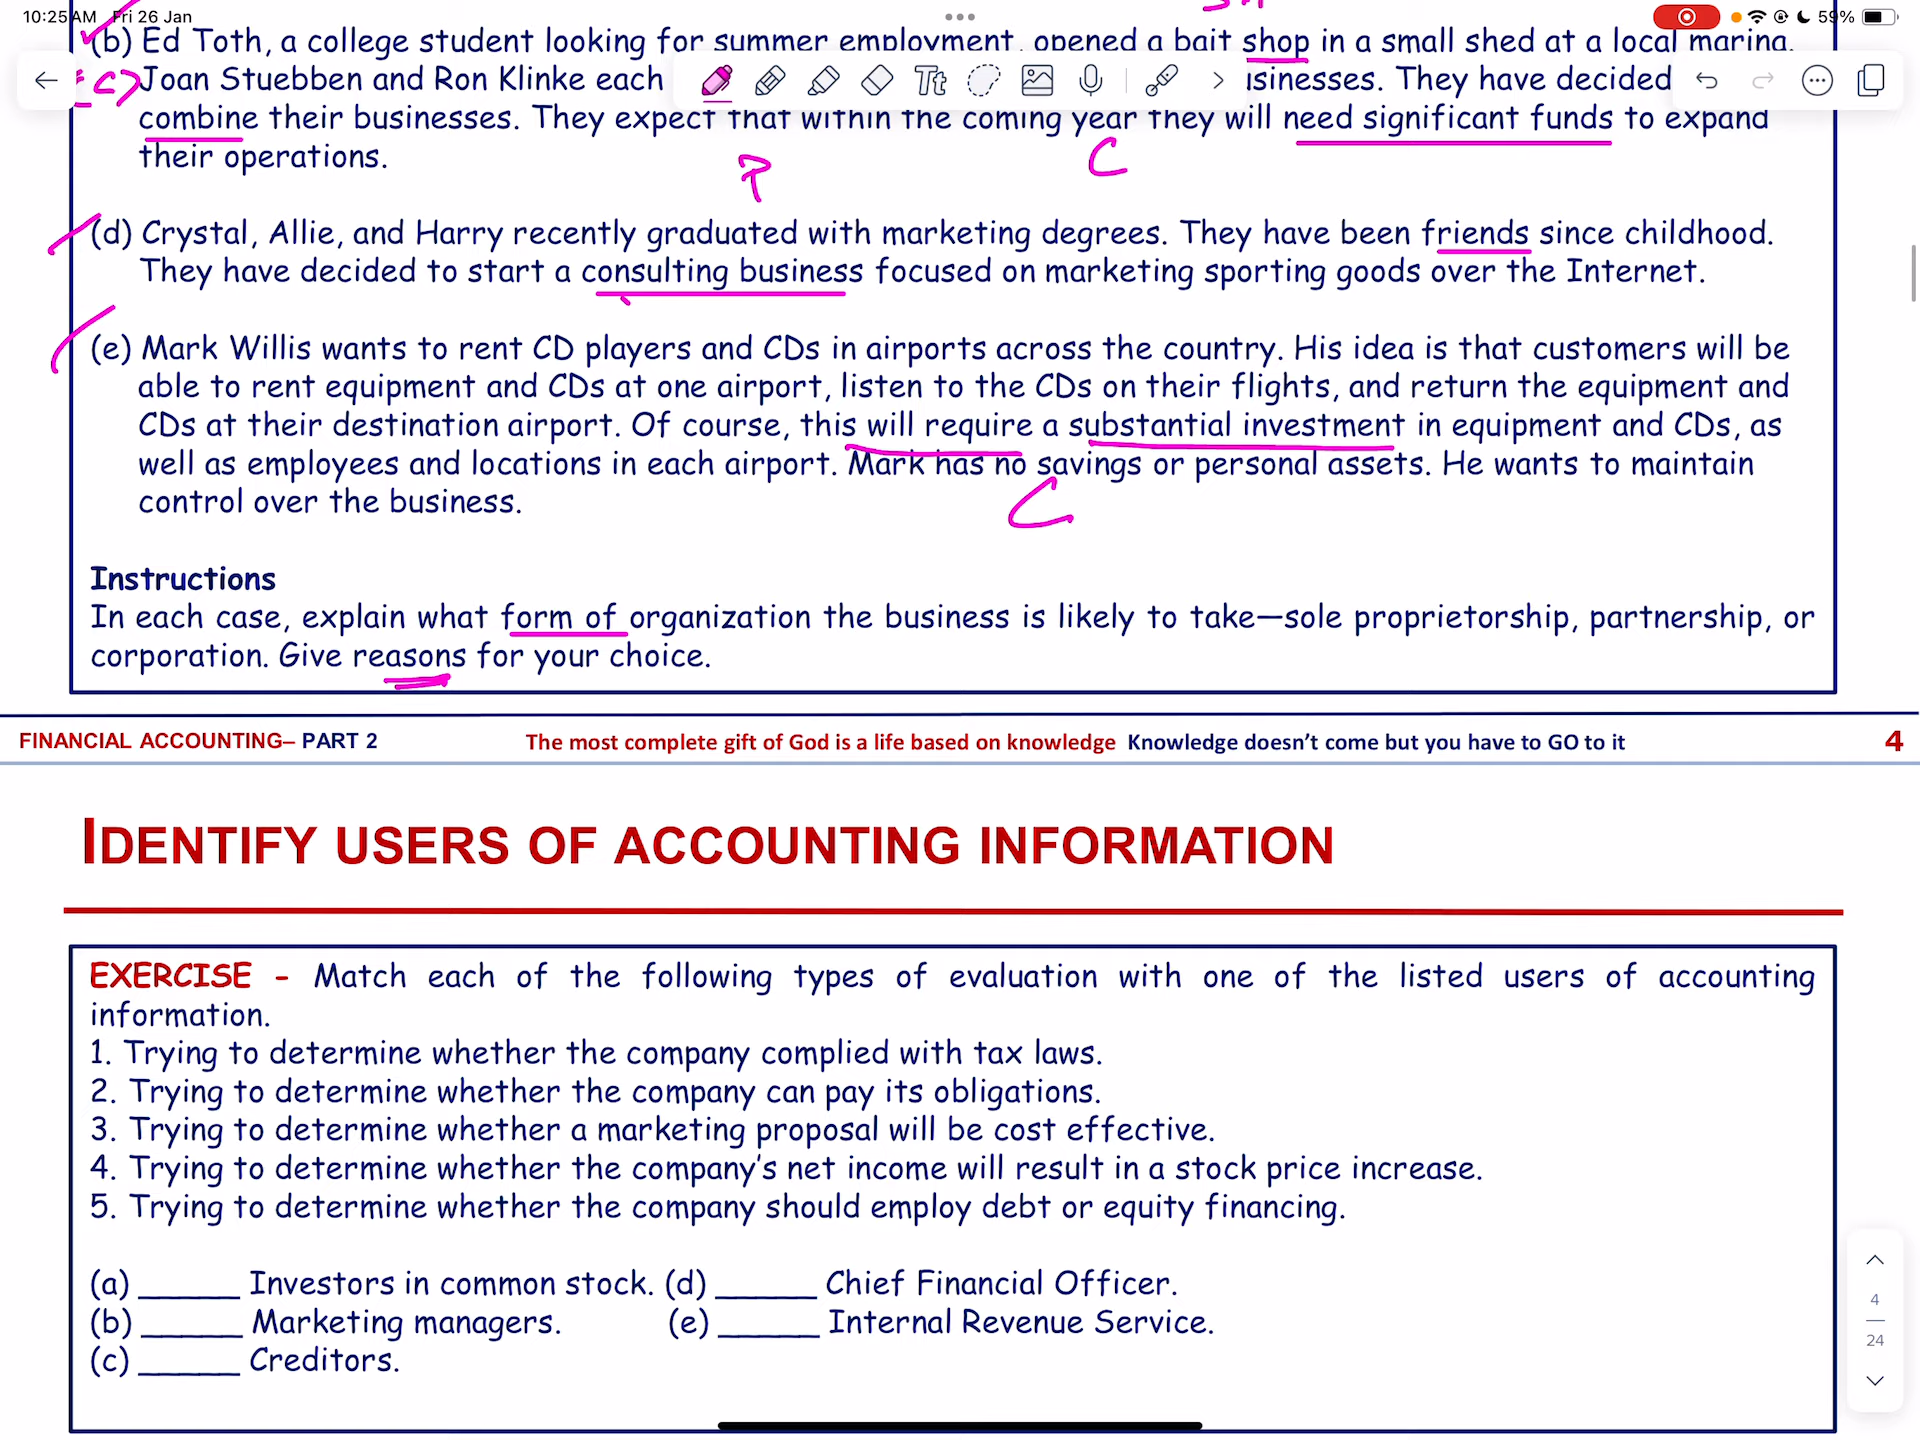 10:25 AM Fri 26 Jan
59%
(b) Ed Toth, a college student looking for summer employment, opened a bait shop in a small shed at a local marina.
(c) Joan Stuebben and Ron Klinke each
usinesses. They have decided
combine their businesses. They expect that within the coming year they will need significant funds to expand
their operations.
P
C
(d) Crystal, Allie, and Harry recently graduated with marketing degrees. They have been friends since childhood.
They have decided to start a consulting business focused on marketing sporting goods over the Internet.
(e) Mark Willis wants to rent CD players and CDs in airports across the country. His idea is that customers will be
able to rent equipment and CDs at one airport, listen to the CDs on their flights, and return the equipment and
CDs at their destination airport. Of course, this will require a substantial investment in equipment and CDs, as
well as employees and locations in each airport. Mark has no savings or personal assets. He wants to maintain
control over the business.
C
Instructions
In each case, explain what form of organization the business is likely to take—sole proprietorship, partnership, or
corporation. Give reasons for your choice.
FINANCIAL ACCOUNTING– PART 2
The most complete gift of God is a life based on knowledge Knowledge doesn't come but you have to GO to it
4
IDENTIFY USERS OF ACCOUNTING INFORMATION
EXERCISE - Match each of the following types of evaluation with one of the listed users of accounting
information.
1. Trying to determine whether the company complied with tax laws.
2. Trying to determine whether the company can pay its obligations.
3. Trying to determine whether a marketing proposal will be cost effective.
4. Trying to determine whether the company's net income will result in a stock price increase.
5. Trying to determine whether the company should employ debt or equity financing.
(a) ______ Investors in common stock. (d) ______ Chief Financial Officer.
(b) ______ Marketing managers. (e) ______ Internal Revenue Service.
(c) ______ Creditors.
4
24